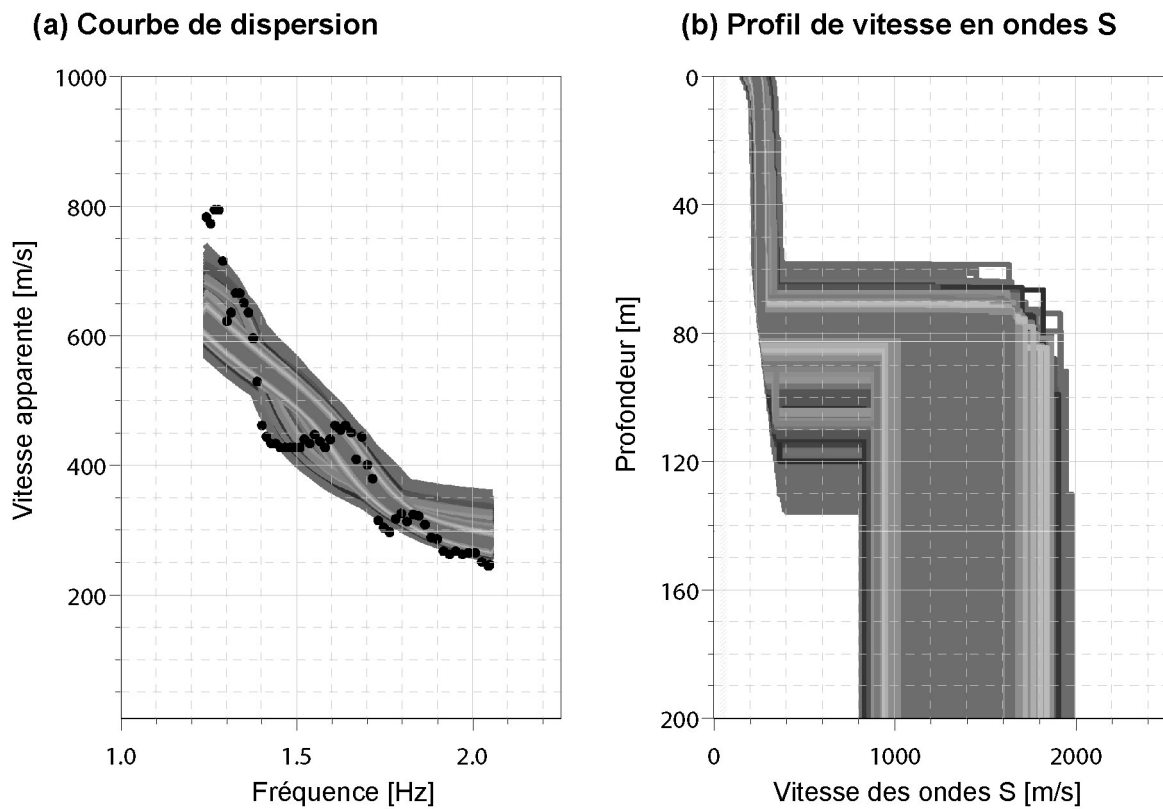 (a) Courbe de dispersion
(b) Profil de vitesse en ondes S
1000
800
600
400
200
Vitesse apparente [m/s]
1.0
1.5
2.0
Fréquence [Hz]
0
40
80
120
160
200
Profondeur [m]
0
1000
2000
Vitesse des ondes S [m/s]